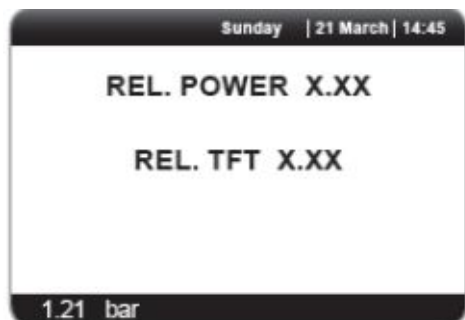 Sunday | 21 March | 14:45
REL. POWER X.XX
REL. TFT X.XX
1.21 bar